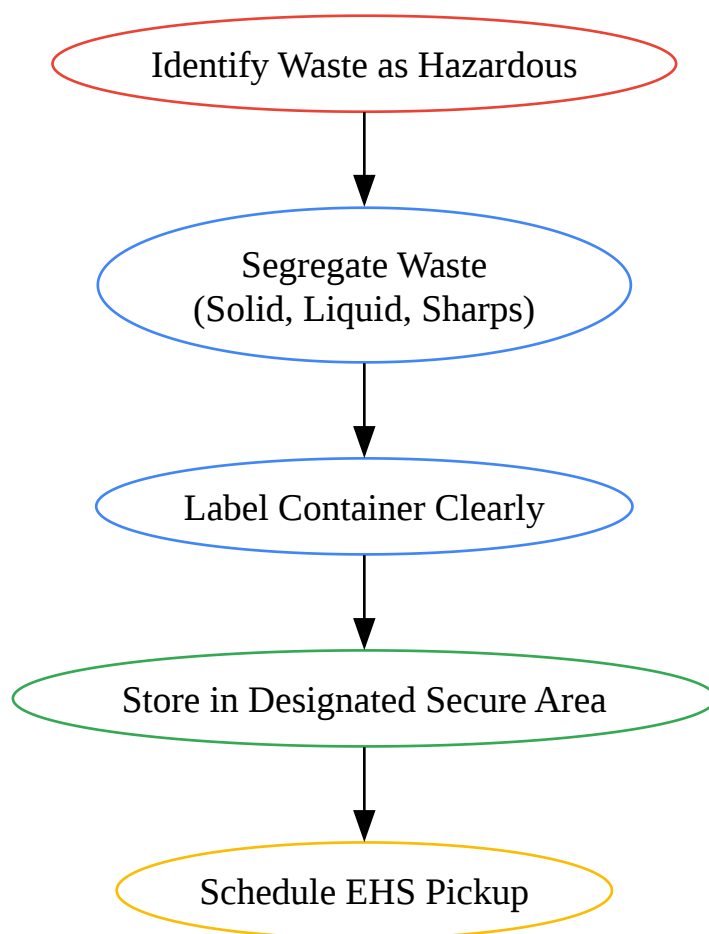 Identify Waste as Hazardous
Segregate Waste
(Solid, Liquid, Sharps)
Label Container Clearly
Store in Designated Secure Area
Schedule EHS Pickup